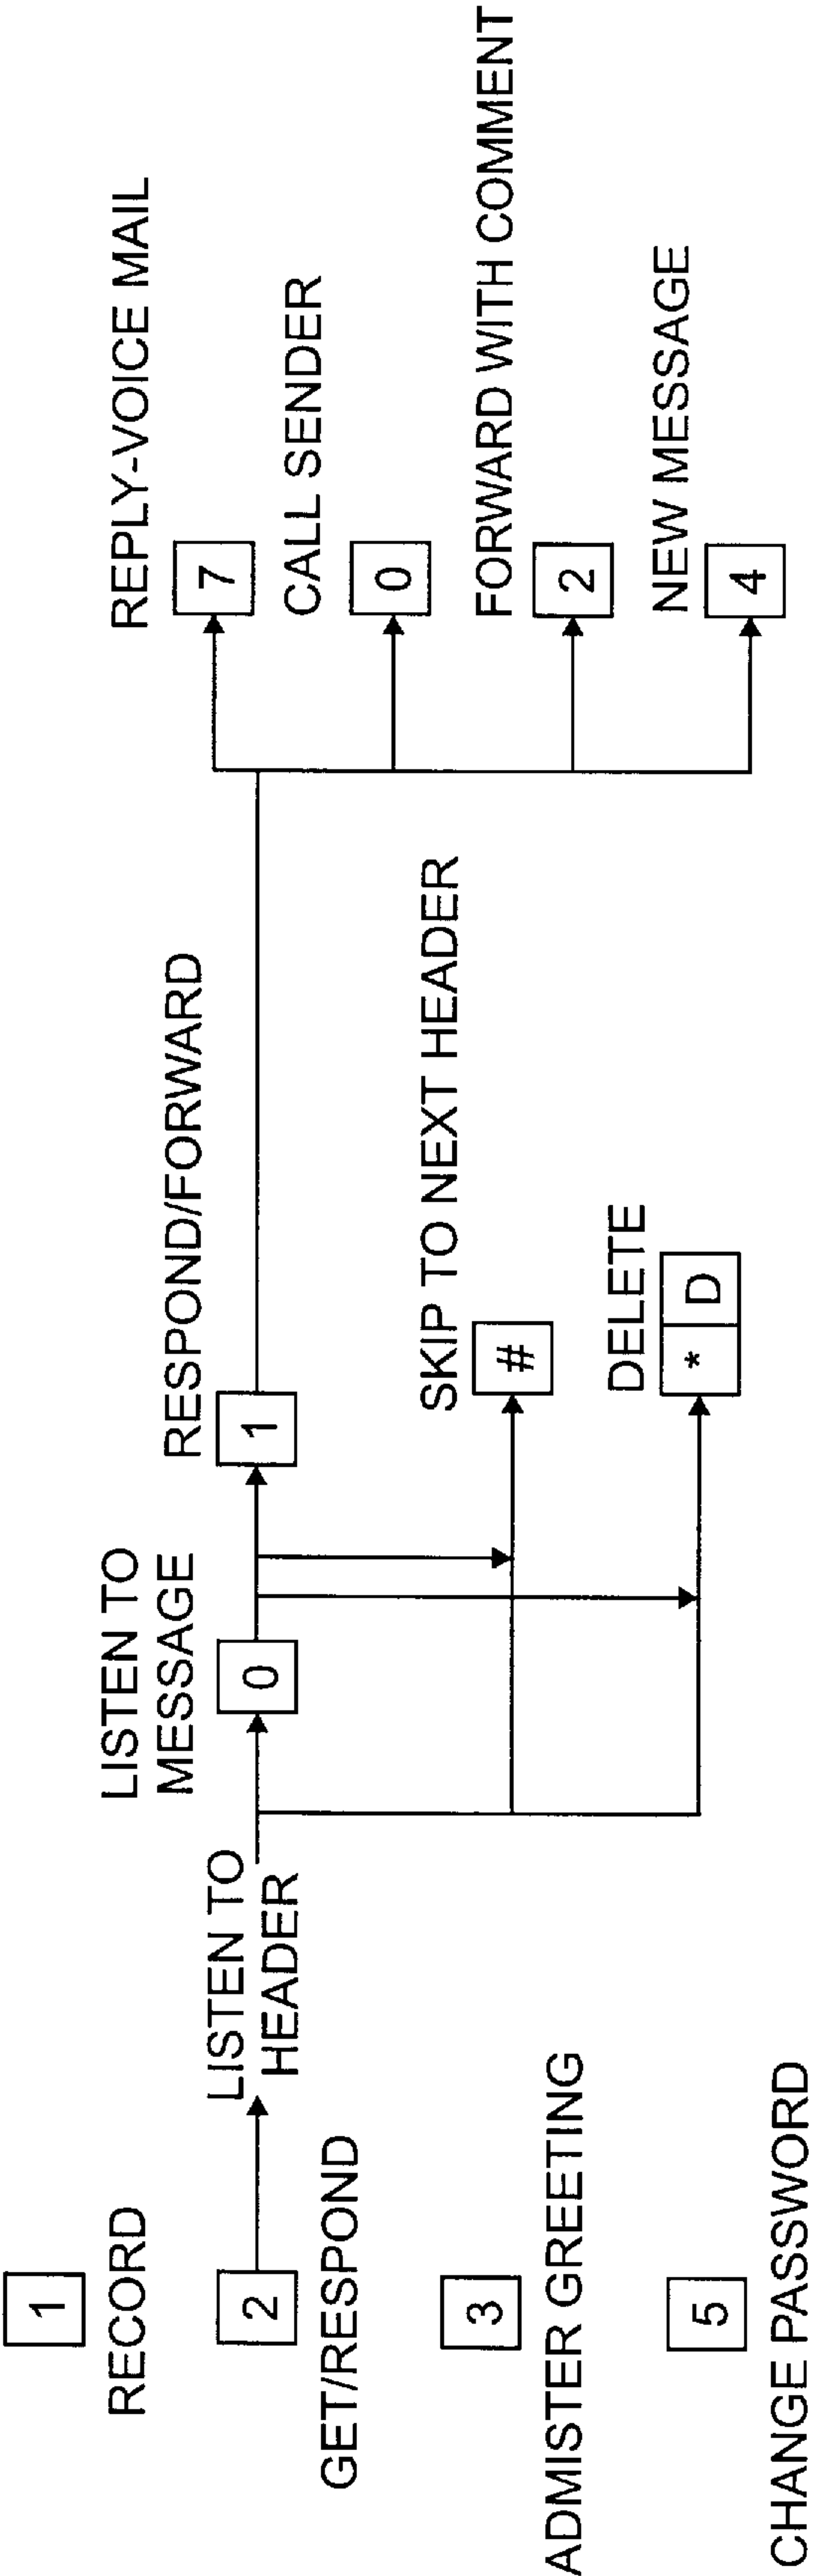 1
RECORD
2
GET/RESPOND
3
ADMISTER GREETING
5
CHANGE PASSWORD
LISTEN TO
HEADER
LISTEN TO
MESSAGE
0
RESPOND/FORWARD
1
SKIP TO NEXT HEADER
#
DELETE
* D
REPLY-VOICE MAIL
7
CALL SENDER
0
FORWARD WITH COMMENT
2
NEW MESSAGE
4